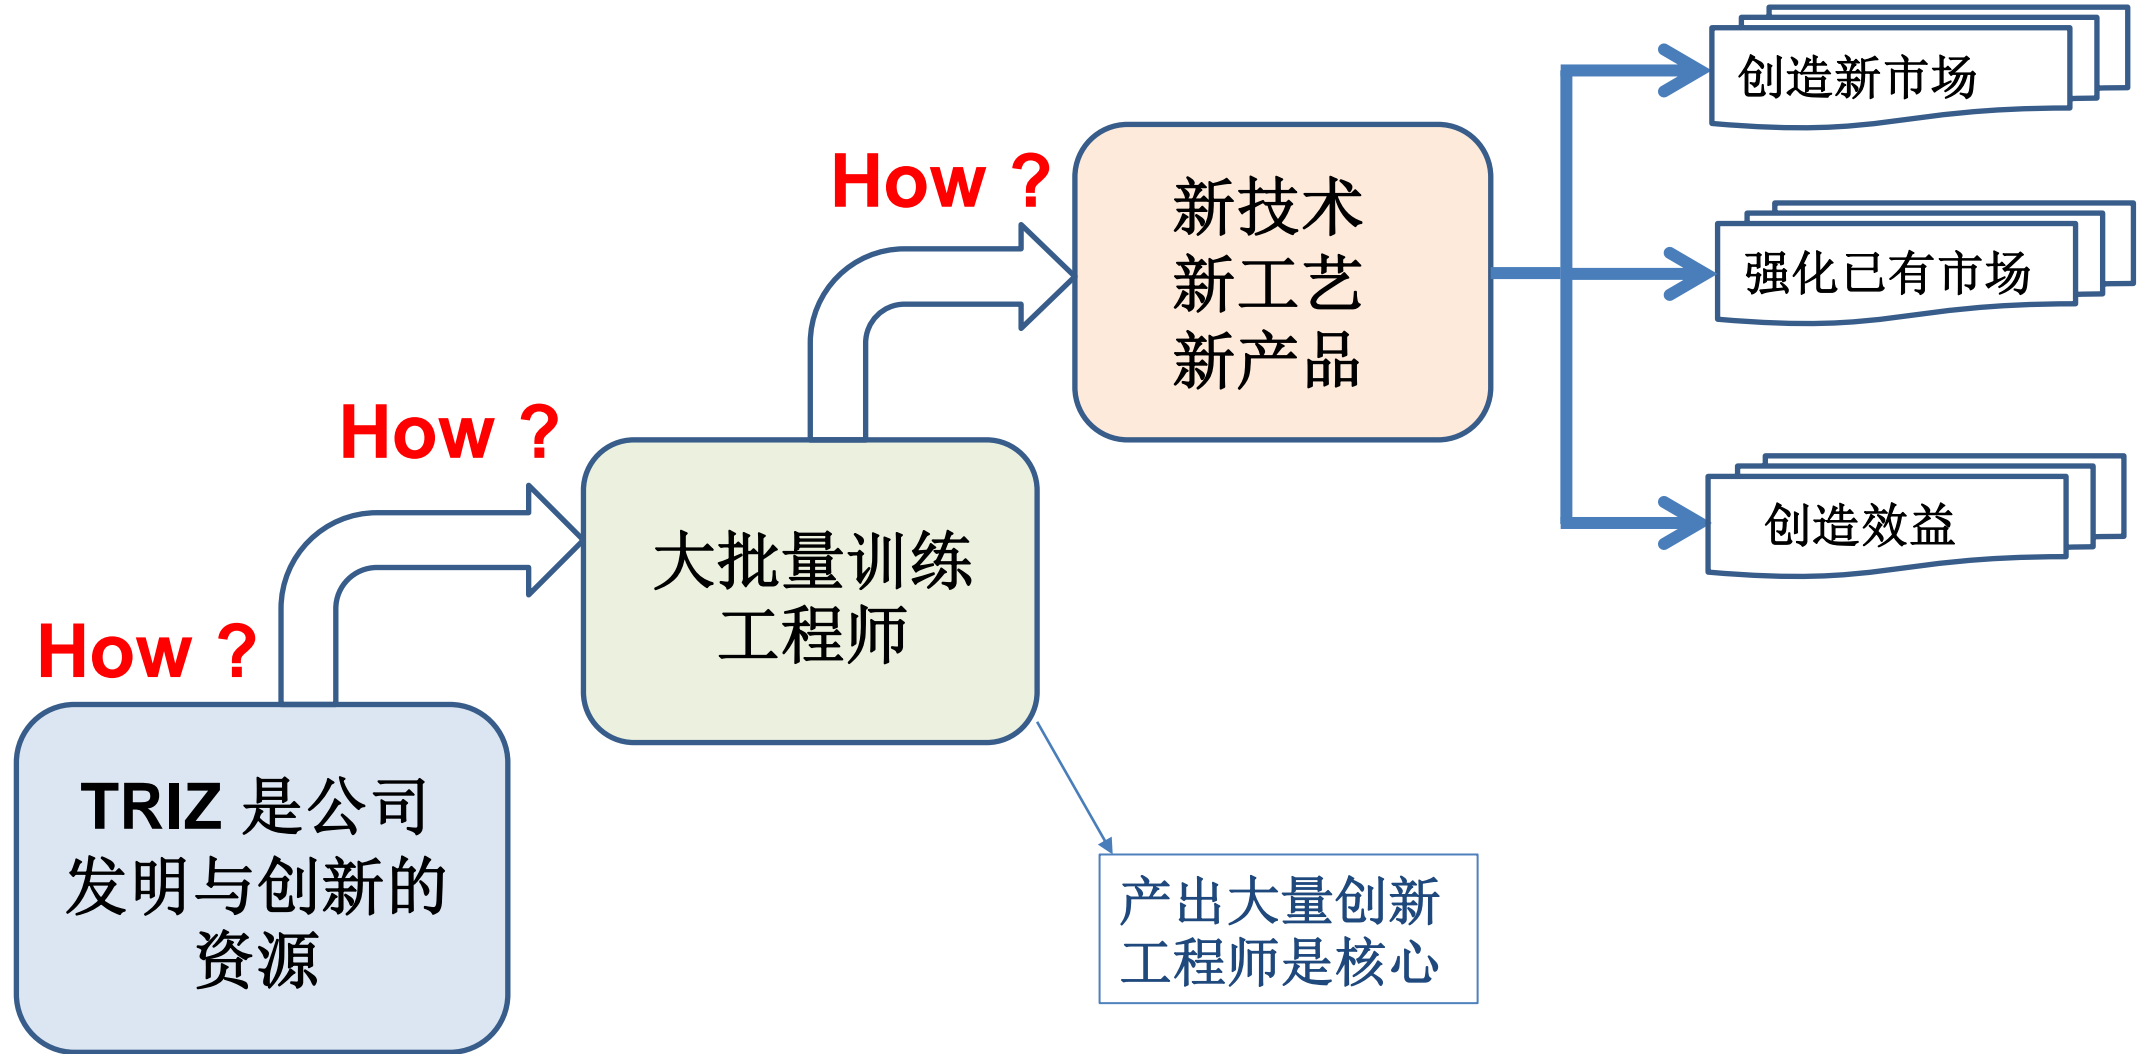 How ?
TRIZ 是公司
发明与创新的
资源
How ?
大批量训练
工程师
How ?
新技术
新工艺
新产品
创造新市场
强化已有市场
创造效益
产出大量创新
工程师是核心